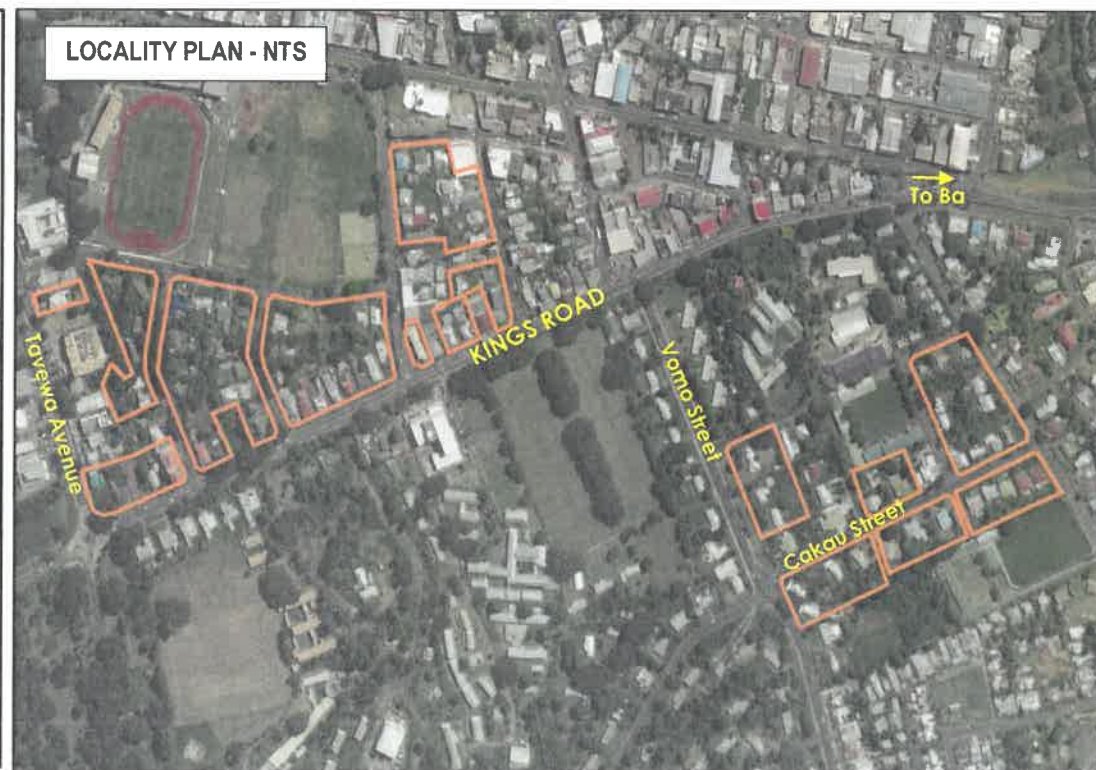 LOCALITY PLAN - NTS
To Ba
KINGS ROAD
Tavewa Avenue
Vomo Street
Cakau Street